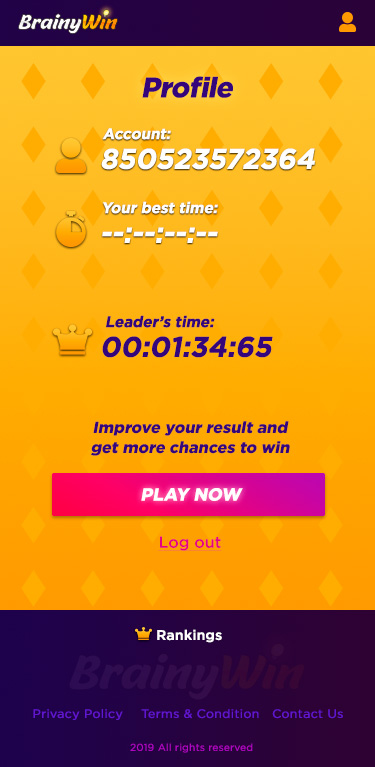 BrainyWin
Profile
Account:
850523572364
Your best time:
--:--:--:--
Leader's time:
00:01:34:65
Improve your result and
get more chances to win
PLAY NOW
Log out
Rankings
BrainyWin
Privacy Policy Terms & Condition Contact Us
2019 All rights reserved